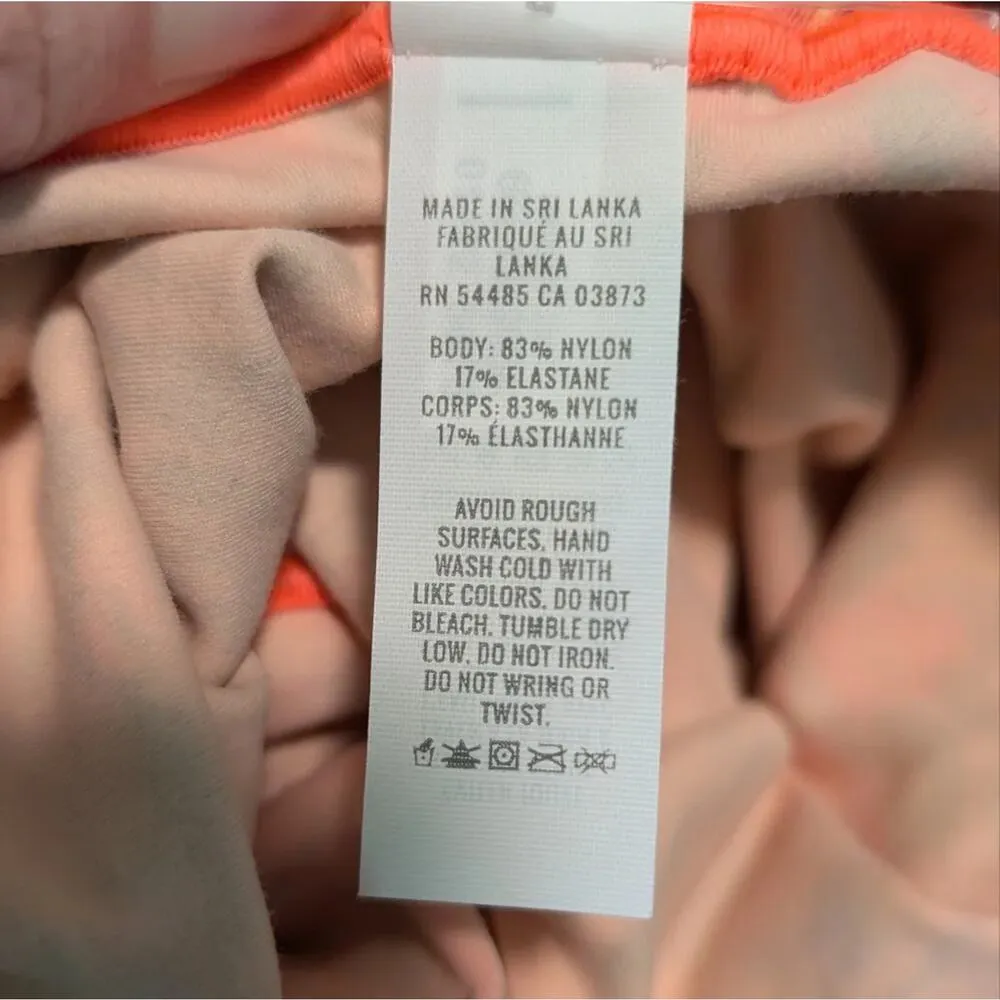 MADE IN SRI LANKA
FABRIQUÉ AU SRI
LANKA
RN 54485 CA 03873
BODY: 83% NYLON
17% ELASTANE
CORPS: 83% NYLON
17% ÉLASTHANNE
AVOID ROUGH
SURFACES. HAND
WASH COLD WITH
LIKE COLORS. DO NOT
BLEACH. TUMBLE DRY
LOW. DO NOT IRON.
DO NOT WRING OR
TWIST.